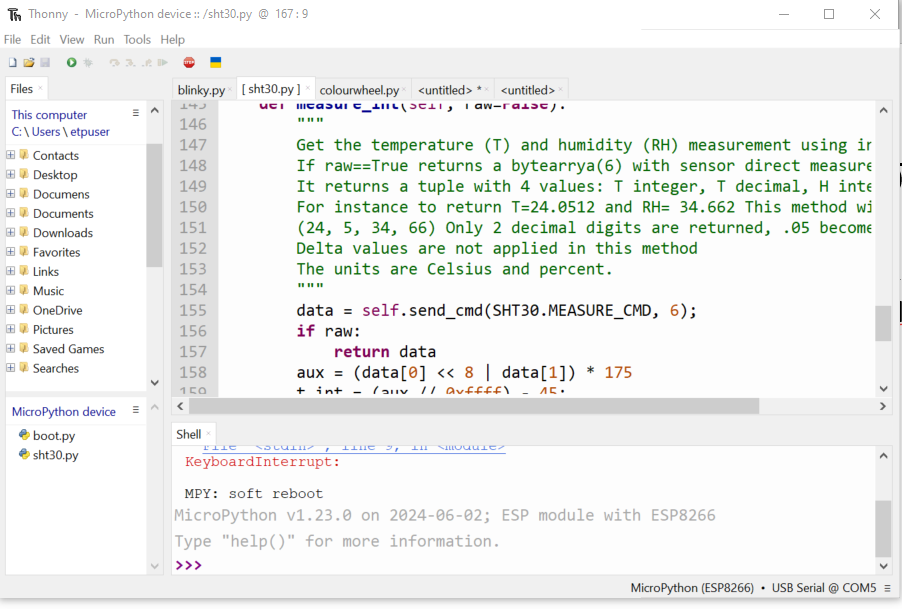 Thonny - MicroPython device :: /sht30.py @ 167 : 9
File Edit View Run Tools Help
STOP
Files
blinky.py
[ sht30.py ]
colourwheel.py
<untitled> *
<untitled>
This computer
C: \ Users \ etpuser
Contacts
Desktop
Documens
Documents
Downloads
Favorites
Links
Music
OneDrive
Pictures
Saved Games
Searches
MicroPython device
boot.py
sht30.py
145 def measure_int(self, raw=False):
146 """
147 Get the temperature (T) and humidity (RH) measurement using in
148 If raw==True returns a bytearrya(6) with sensor direct measure
149 It returns a tuple with 4 values: T integer, T decimal, H inte
150 For instance to return T=24.0512 and RH= 34.662 This method wi
151 (24, 5, 34, 66) Only 2 decimal digits are returned, .05 become
152 Delta values are not applied in this method
153 The units are Celsius and percent.
154 """
155 data = self.send_cmd(SHT30.MEASURE_CMD, 6);
156 if raw:
157 return data
158 aux = (data[0] << 8 | data[1]) * 175
159 t_int = (aux // 0xffff) - 45;
Shell
File "<stdin>", line 9, in <module>
KeyboardInterrupt:
MPY: soft reboot
MicroPython v1.23.0 on 2024-06-02; ESP module with ESP8266
Type "help()" for more information.
>>>
MicroPython (ESP8266) • USB Serial @ COM5 ≡